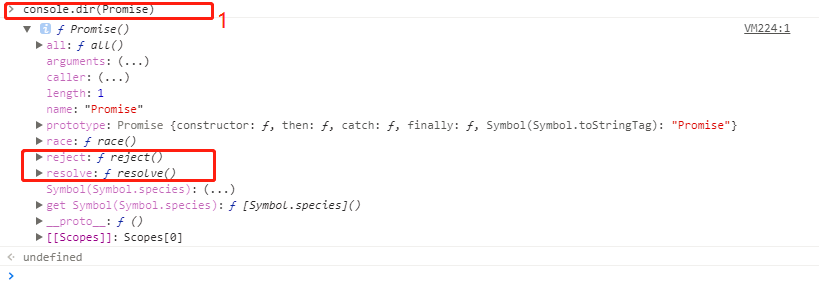 > console.dir(Promise)
1
▼ i ƒ Promise() VM224:1
▶ all: ƒ all()
arguments: (...)
caller: (...)
length: 1
name: "Promise"
▶ prototype: Promise {constructor: ƒ, then: ƒ, catch: ƒ, finally: ƒ, Symbol(Symbol.toStringTag): "Promise"}
▶ race: ƒ race()
▶ reject: ƒ reject()
▶ resolve: ƒ resolve()
Symbol(Symbol.species): (...)
▶ get Symbol(Symbol.species): ƒ [Symbol.species]()
▶ __proto__: ƒ ()
▶ [[Scopes]]: Scopes[0]
undefined
>